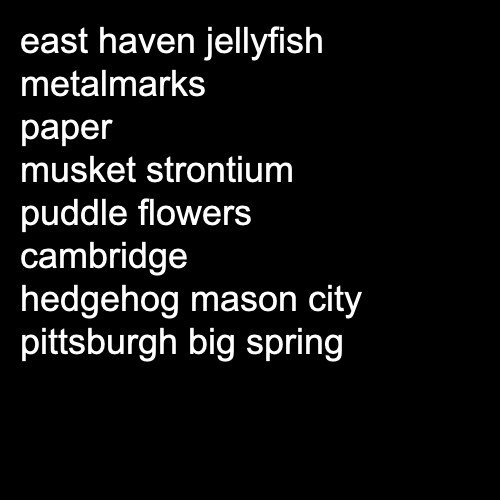 east haven jellyfish
metalmarks
paper
musket strontium
puddle flowers
cambridge
hedgehog mason city
pittsburgh big spring